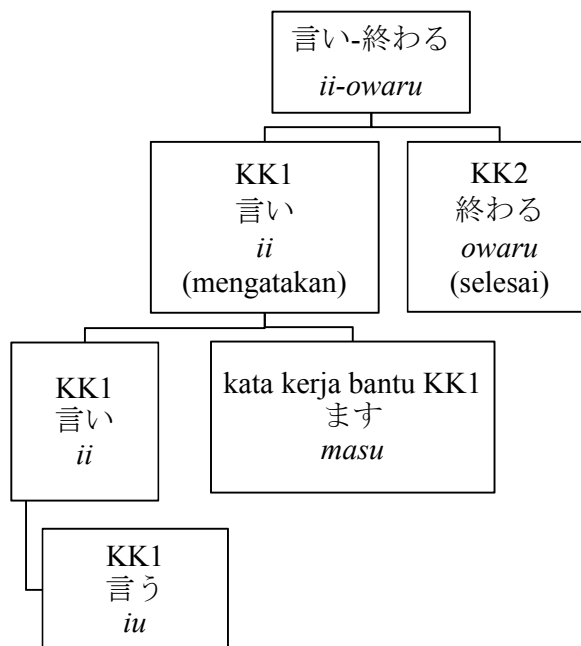 言い-終わる
ii-owaru
KK1
言い
ii
(mengatakan)
KK2
終わる
owaru
(selesai)
KK1
言い
ii
kata kerja bantu KK1
ます
masu
KK1
言う
iu